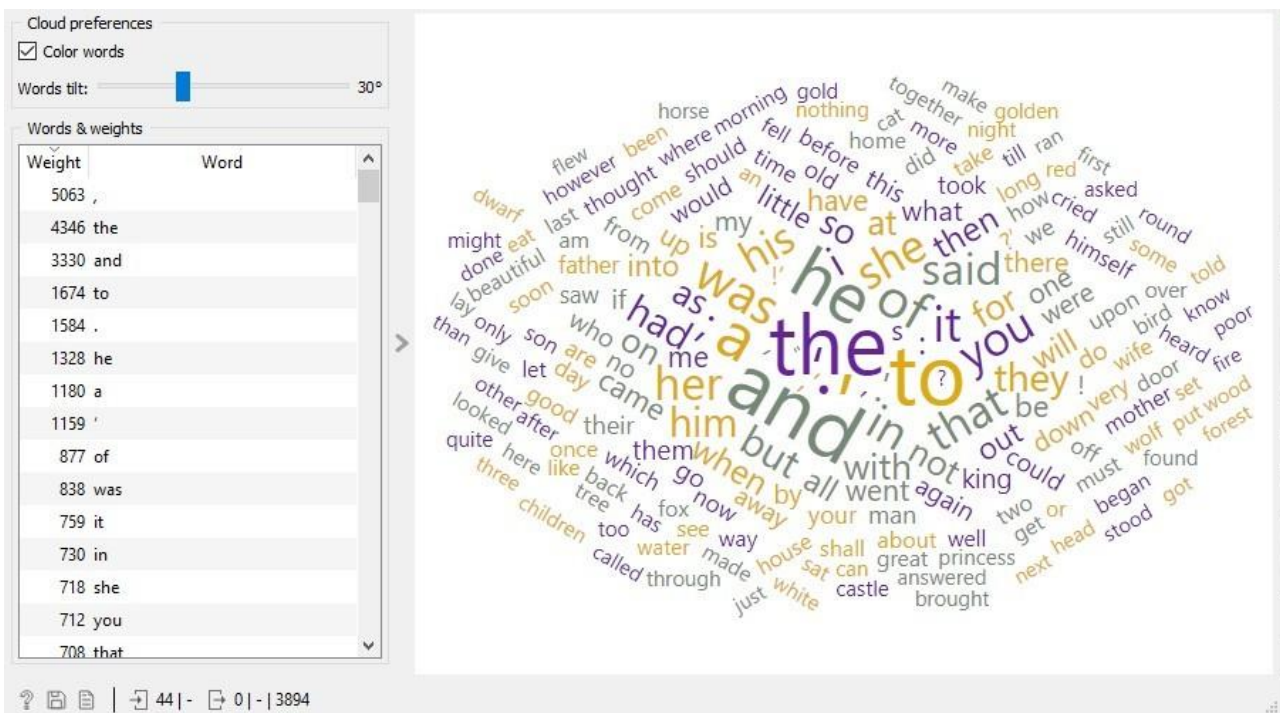 Cloud preferences
Color words
Words tilt: 30°
Words & weights
Weight Word
5063 ,
4346 the
3330 and
1674 to
1584 .
1328 he
1180 a
1159 '
877 of
838 was
759 it
730 in
718 she
712 you
708 that
44 | - 0 | - | 3894
together make
horse morning gold nothing cat golden
flew however been where fell before home more night
thought should time old this did take till ran first
dwarf last come would an little so have took long red asked
might eat am from up is my his at what then how cried round
done beautiful father into !' i she said ?' we himself still some told
lay soon saw if as . was he of there one were upon over know
than only son who on had ' a the s : it for you will bird heard poor
give let are no me her to ? they do wife fire
other day came and in that ! be down very door mother set
looked after good their him but with not out off wolf put wood forest
quite here once like which them when all went again king could must found
three back go by your man two began got
children tree has fox now away or get stood
too see way house shall about well head next
called water made sat can great princess
through just white castle answered
brought